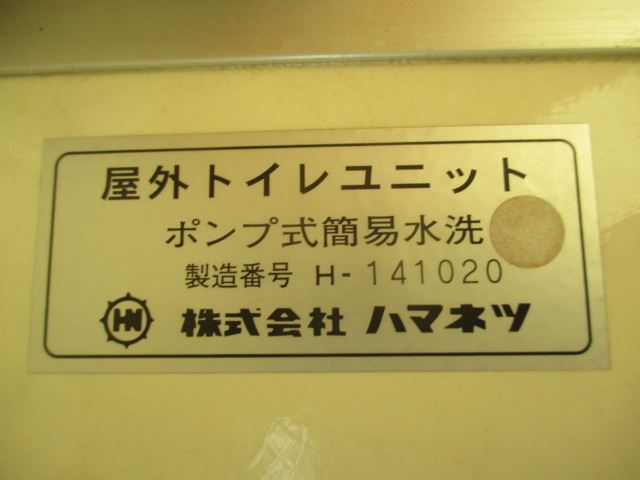 屋外トイレユニット
ポンプ式簡易水洗
製造番号 H-141020
HN 株式会社 ハマネツ